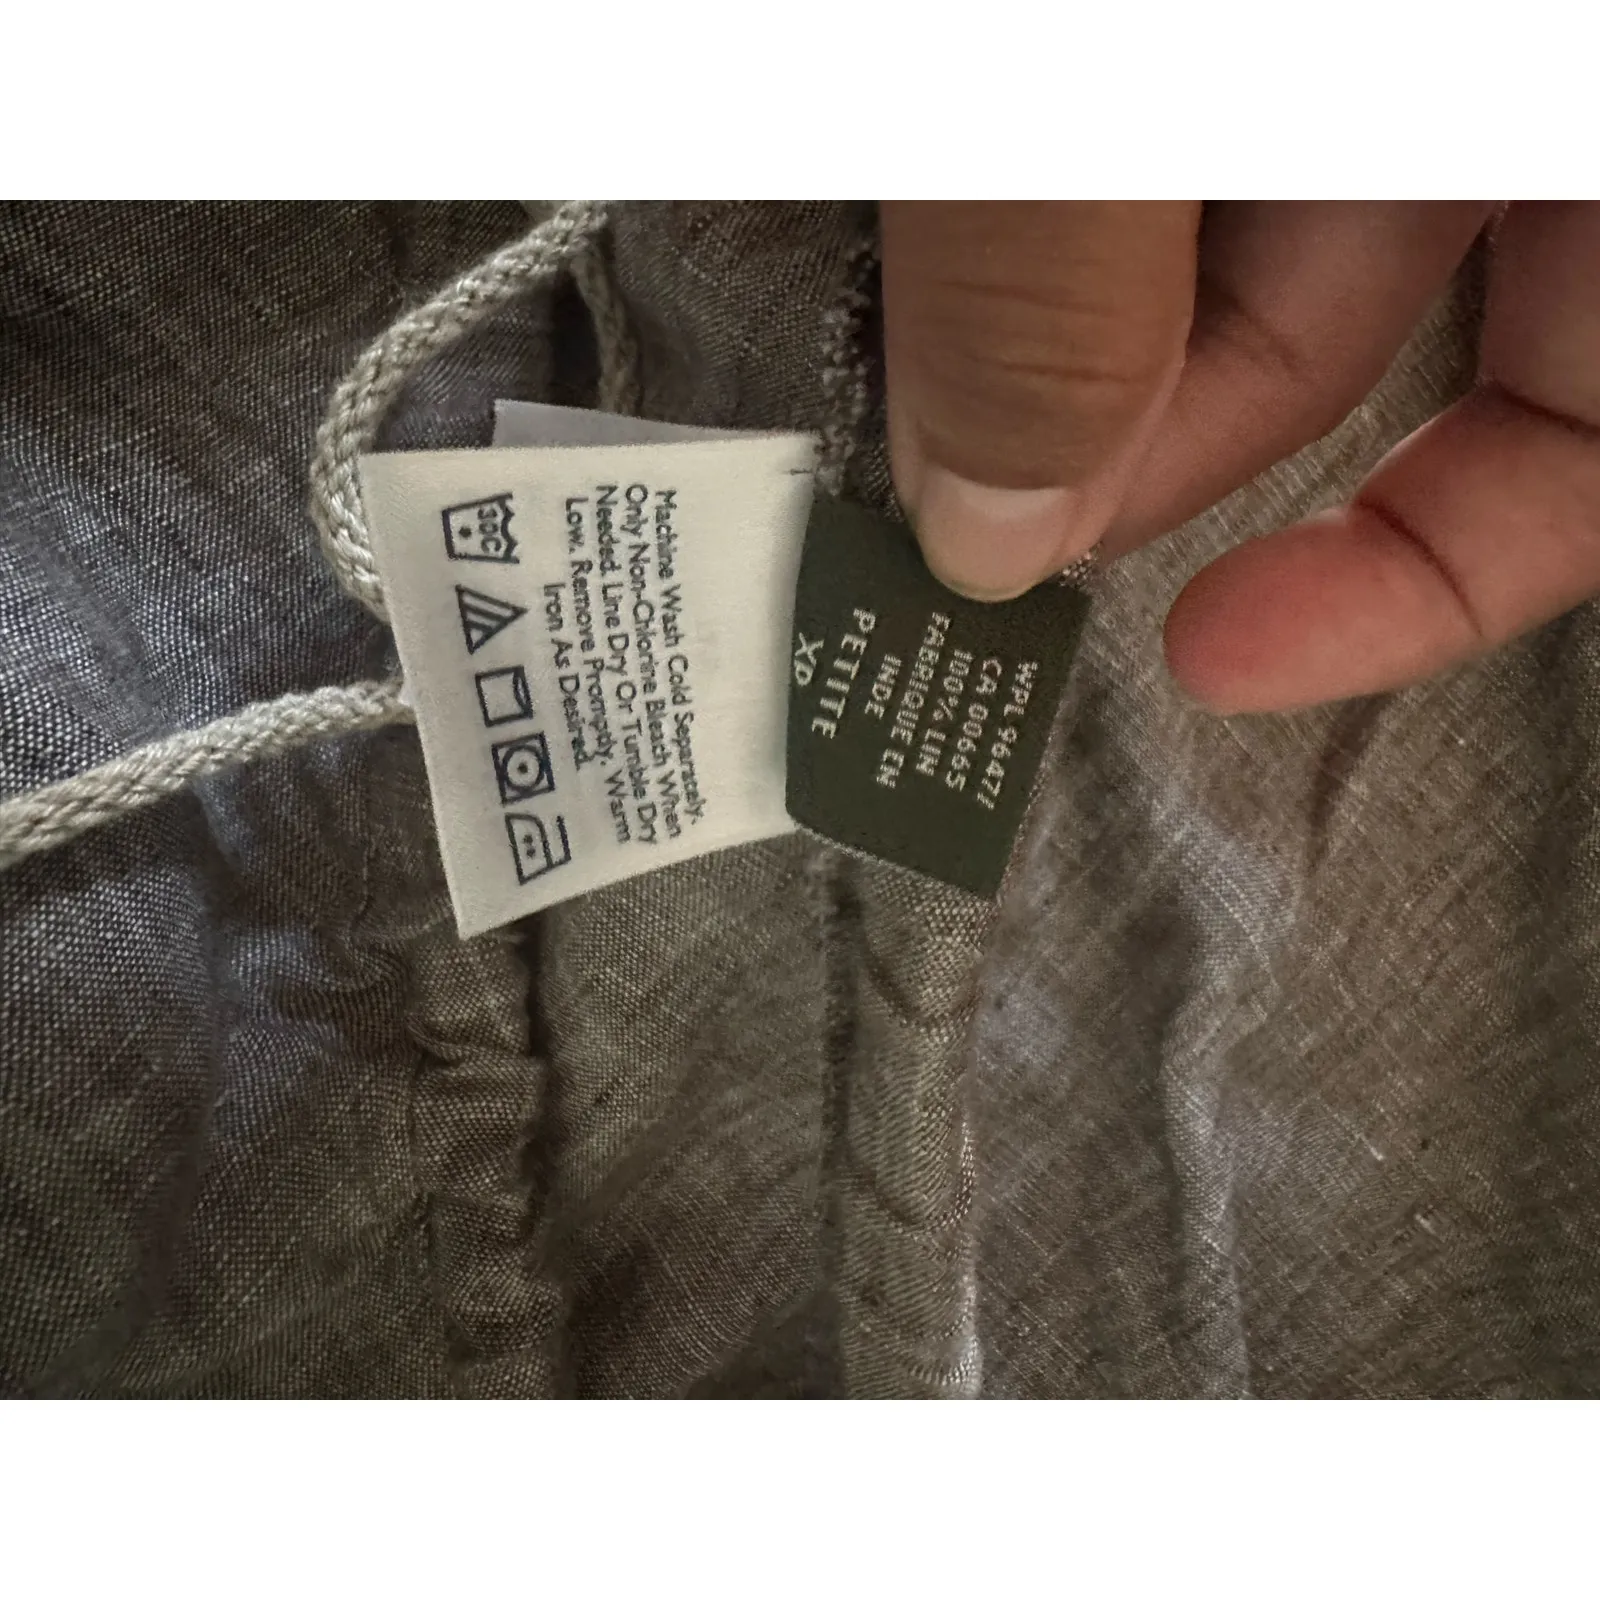 Machine Wash Cold Separately.
Only Non-Chlorine Bleach When
Needed. Line Dry Or Tumble Dry
Low. Remove Promptly. Warm
Iron As Desired.
30C
WPL 96471
CA 00665
100% LIN
FABRIQUE EN
INDE
PETITE
XP